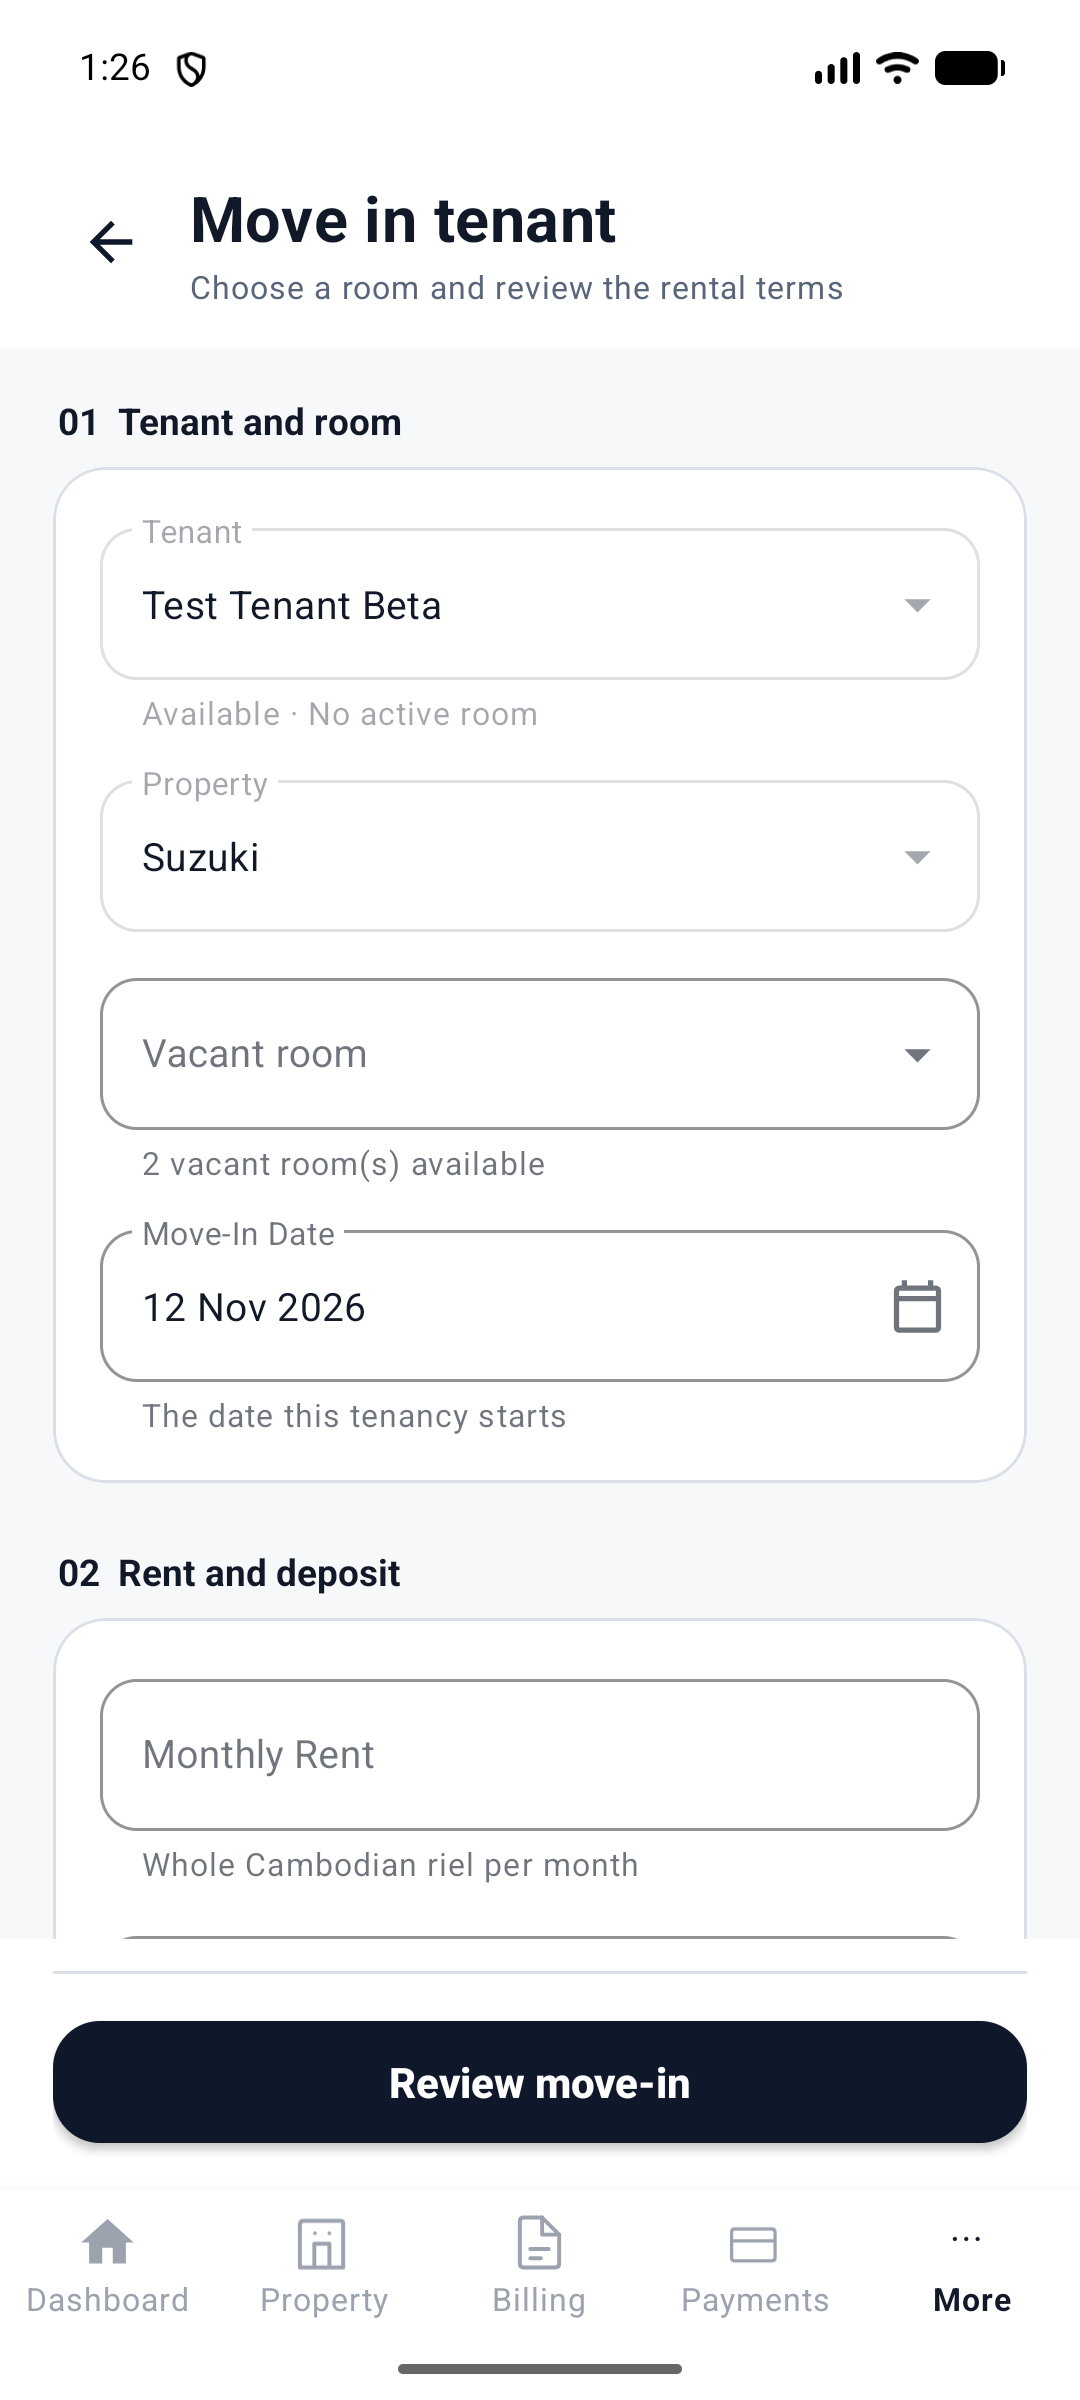 1:26
Move in tenant
Choose a room and review the rental terms
01 Tenant and room
Tenant
Test Tenant Beta
Available · No active room
Property
Suzuki
Vacant room
2 vacant room(s) available
Move-In Date
12 Nov 2026
The date this tenancy starts
02 Rent and deposit
Monthly Rent
Whole Cambodian riel per month
Review move-in
Dashboard
Property
Billing
Payments
More